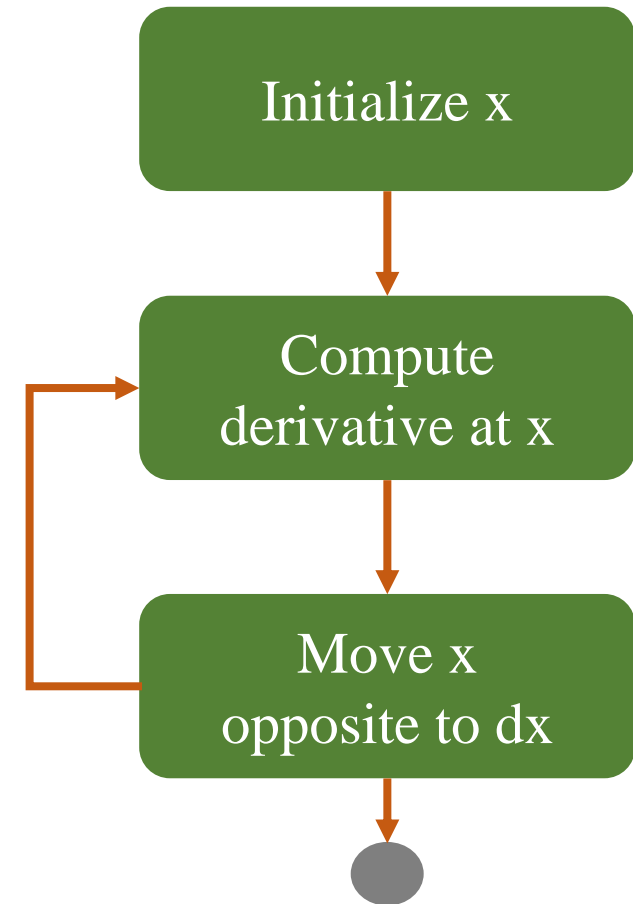 Initialize x
Compute
derivative at x
Move x
opposite to dx